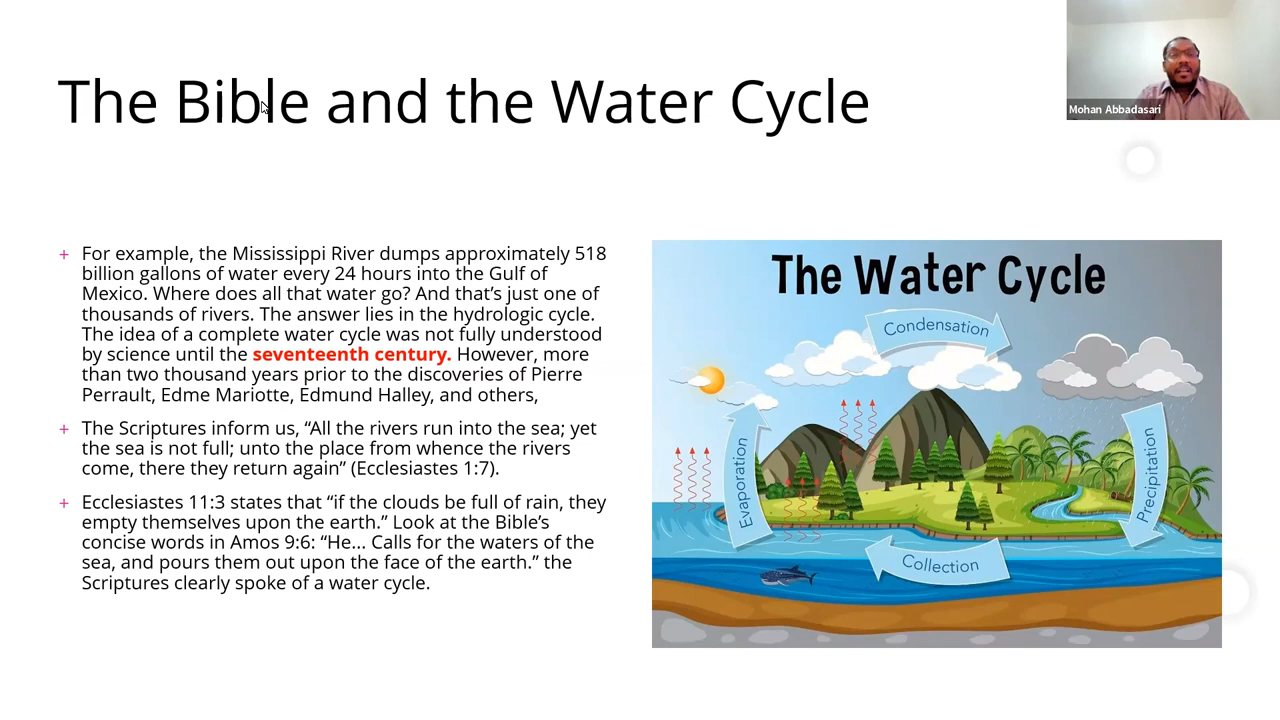 The Bible and the Water Cycle
Mohan Abbadasari
+ For example, the Mississippi River dumps approximately 518
billion gallons of water every 24 hours into the Gulf of
Mexico. Where does all that water go? And that’s just one of
thousands of rivers. The answer lies in the hydrologic cycle.
The idea of a complete water cycle was not fully understood
by science until the seventeenth century. However, more
than two thousand years prior to the discoveries of Pierre
Perrault, Edme Mariotte, Edmund Halley, and others,
+ The Scriptures inform us, “All the rivers run into the sea; yet
the sea is not full; unto the place from whence the rivers
come, there they return again” (Ecclesiastes 1:7).
+ Ecclesiastes 11:3 states that “if the clouds be full of rain, they
empty themselves upon the earth.” Look at the Bible’s
concise words in Amos 9:6: “He... Calls for the waters of the
sea, and pours them out upon the face of the earth.” the
Scriptures clearly spoke of a water cycle.
The Water Cycle
Condensation
Evaporation
Precipitation
Collection